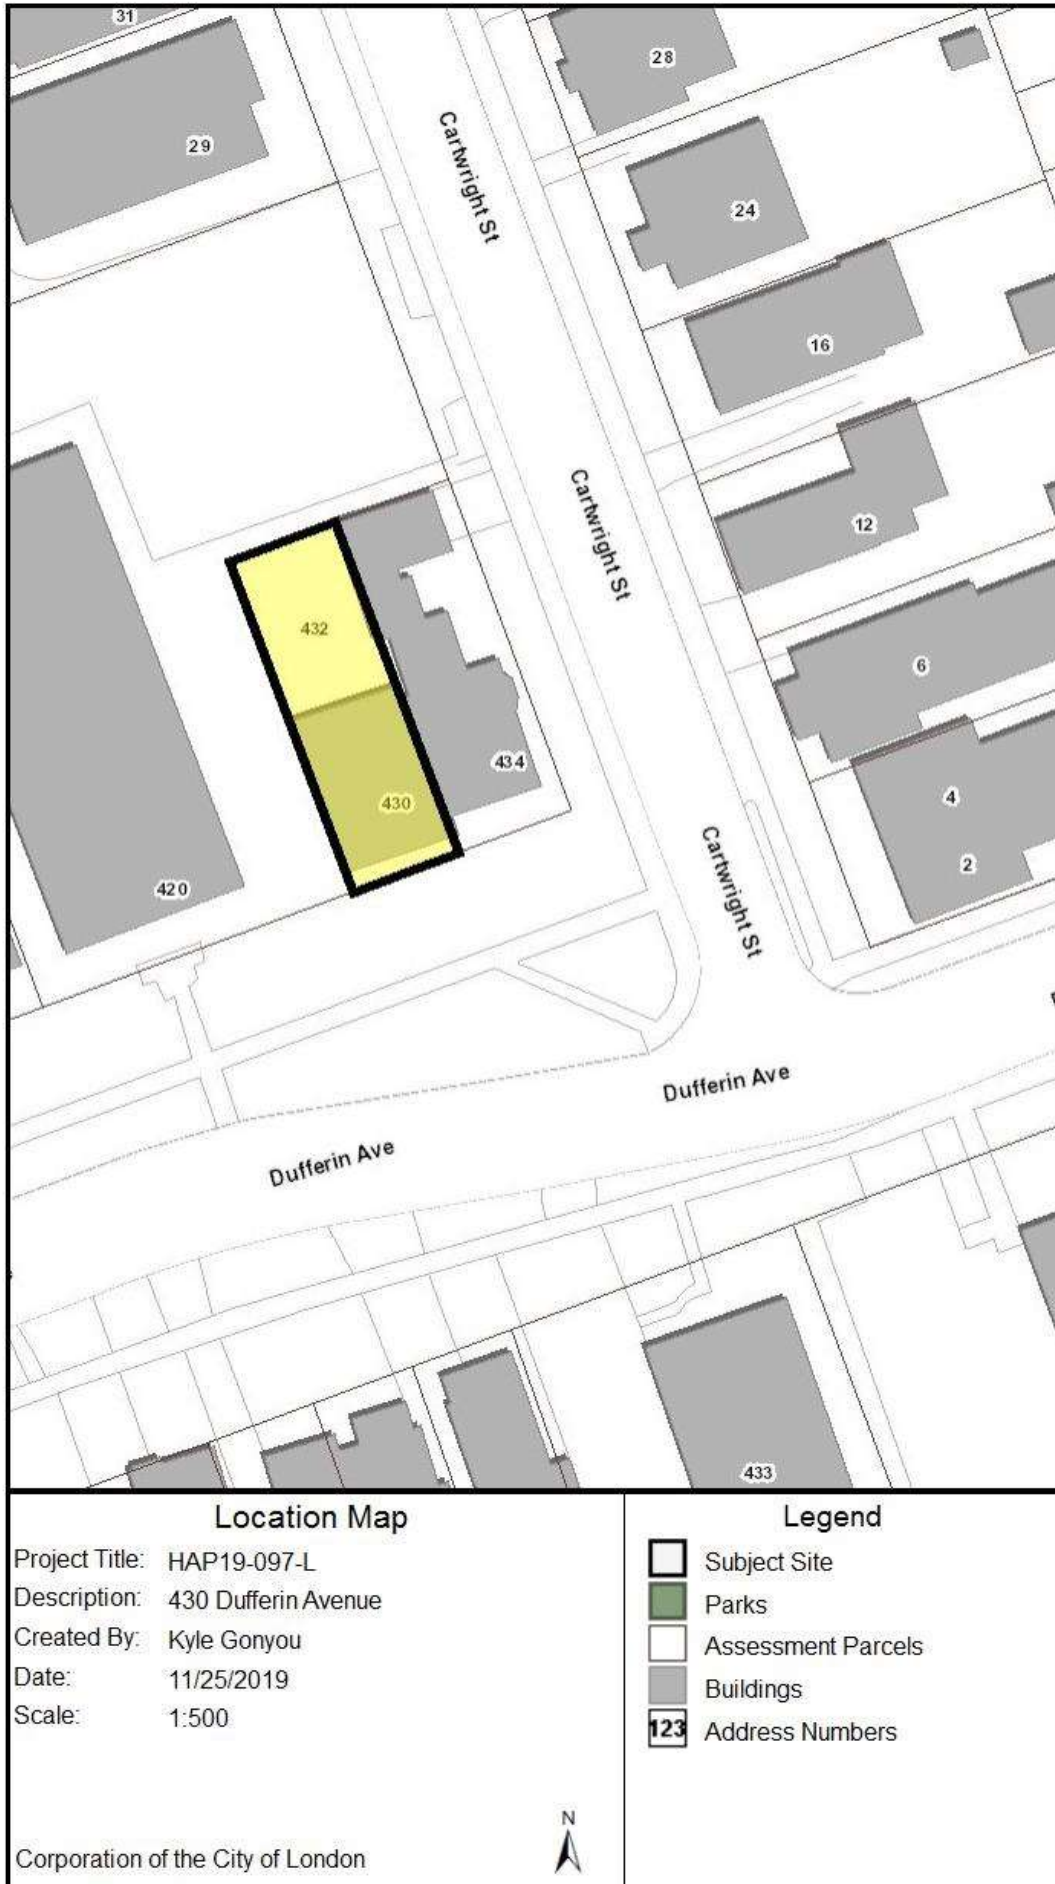 31
28
29
Cartwright St
24
16
Cartwright St
12
432
6
434
430
4
Cartwright St
2
420
Dufferin Ave
Dufferin Ave
433
Location Map
Project Title: HAP19-097-L
Description: 430 Dufferin Avenue
Created By: Kyle Gonyou
Date: 11/25/2019
Scale: 1:500
N
Corporation of the City of London
Legend
Subject Site
Parks
Assessment Parcels
Buildings
123 Address Numbers